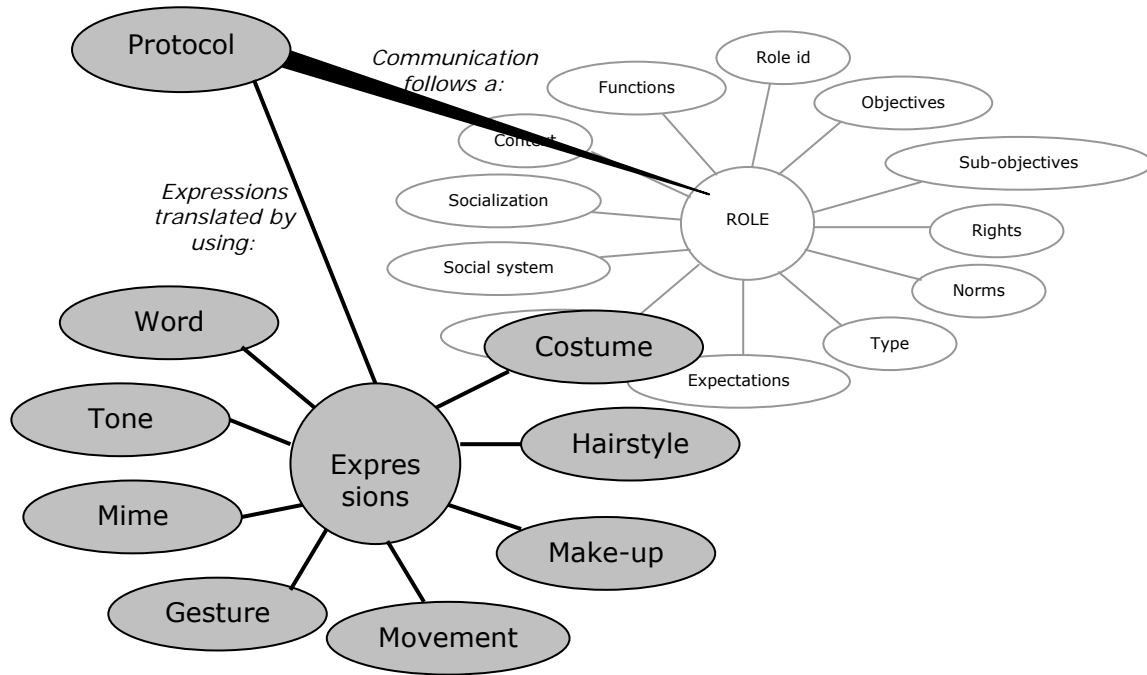 Protocol
Communication
follows a:
Role id
Functions
Objectives
Context
Sub-objectives
Socialization
ROLE
Rights
Expressions
translated by
using:
Social system
Norms
Word
Costume
Type
Expectations
Tone
Hairstyle
Expres
sions
Mime
Make-up
Gesture
Movement